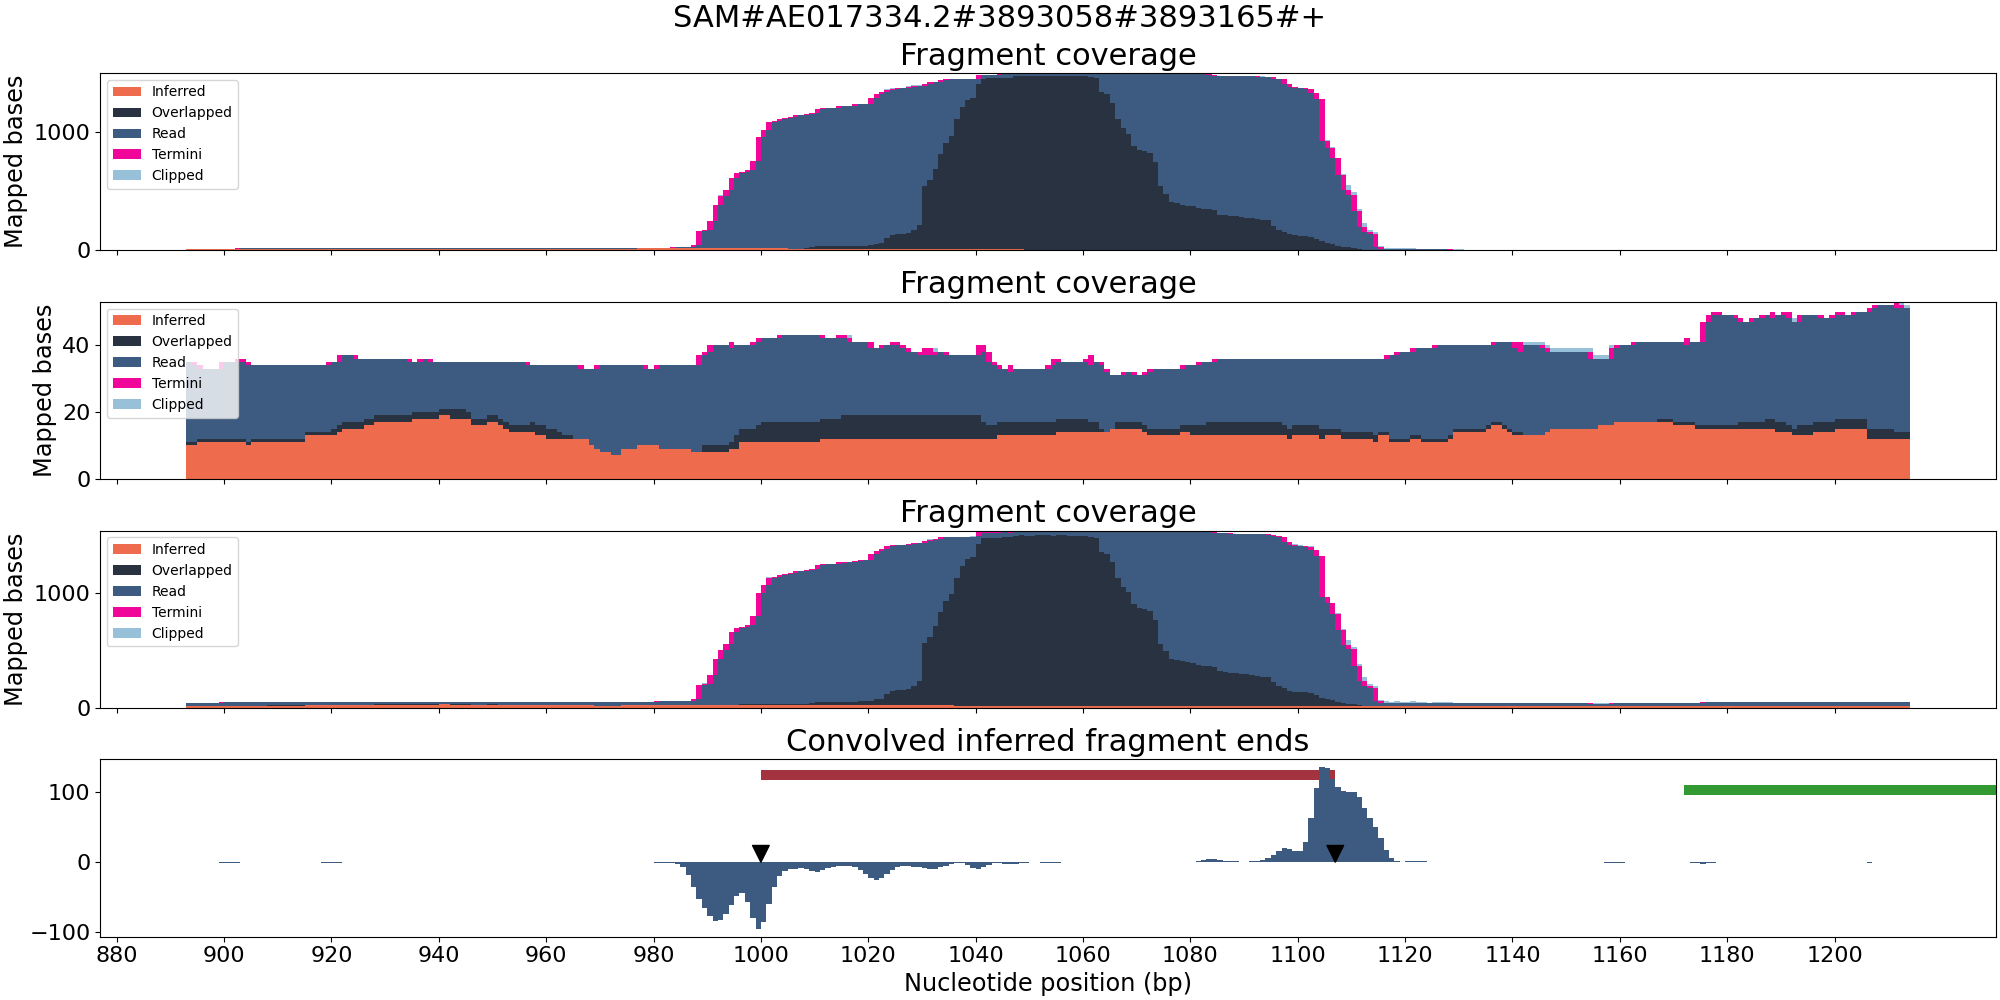 SAM#AE017334.2#3893058#3893165#+
Fragment coverage
Mapped bases
1000
0
Inferred
Overlapped
Read
Termini
Clipped
Fragment coverage
Mapped bases
40
20
0
Inferred
Overlapped
Read
Termini
Clipped
Fragment coverage
Mapped bases
1000
0
Inferred
Overlapped
Read
Termini
Clipped
Convolved inferred fragment ends
100
0
−100
880 900 920 940 960 980 1000 1020 1040 1060 1080 1100 1120 1140 1160 1180 1200
Nucleotide position (bp)